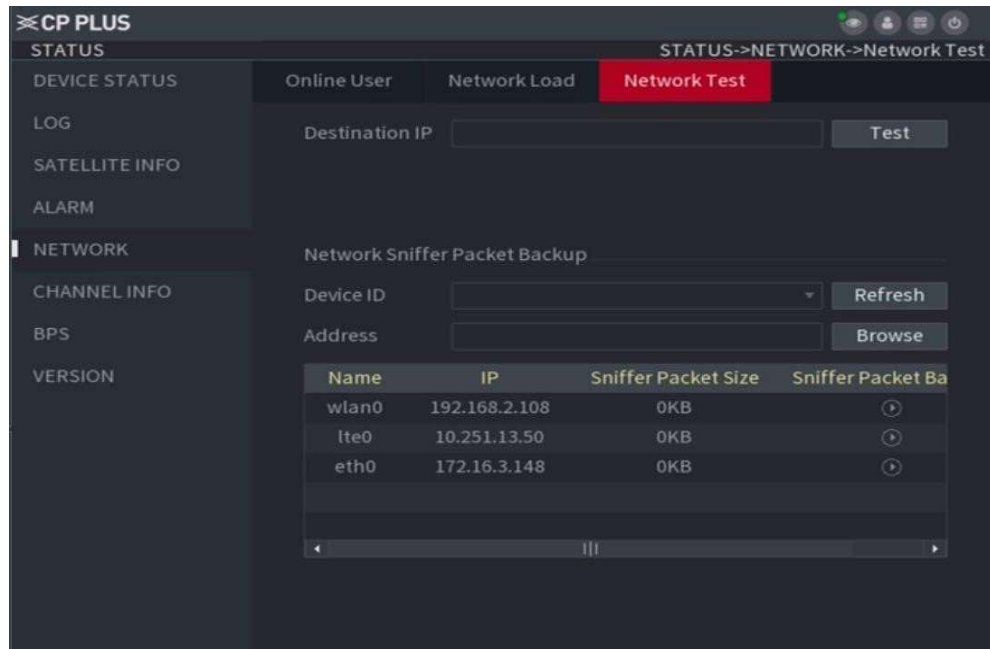 CP PLUS
STATUS
STATUS->NETWORK->Network Test
DEVICE STATUS
LOG
SATELLITE INFO
ALARM
NETWORK
CHANNEL INFO
BPS
VERSION
Online User Network Load Network Test
Destination IP Test
Network Sniffer Packet Backup
Device ID Refresh
Address Browse
Name IP Sniffer Packet Size Sniffer Packet Ba
wlan0 192.168.2.108 0KB
lte0 10.251.13.50 0KB
eth0 172.16.3.148 0KB